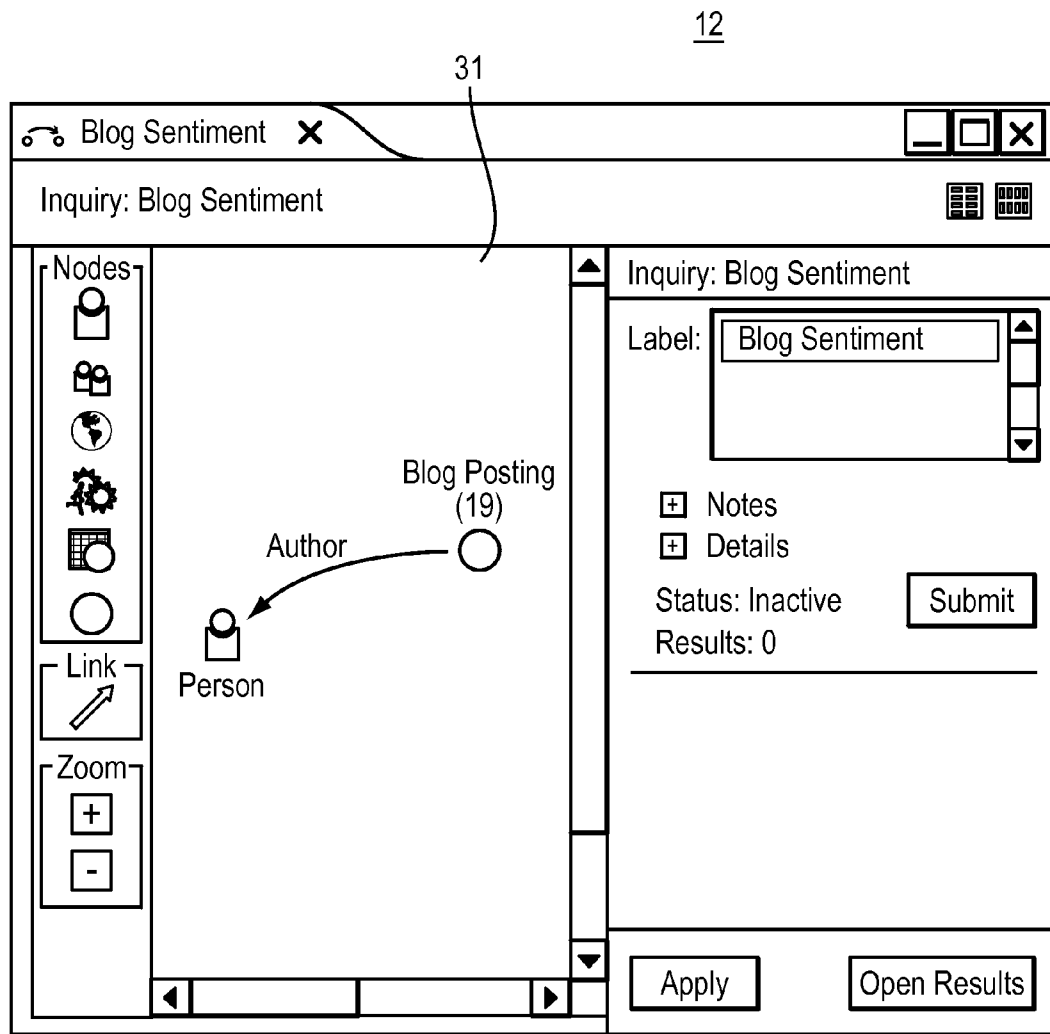 12
31
Blog Sentiment
Inquiry: Blog Sentiment
Nodes
Link
Zoom
+
-
Blog Posting
(19)
Author
Person
Inquiry: Blog Sentiment
Label: Blog Sentiment
+ Notes
+ Details
Status: Inactive
Submit
Results: 0
Apply
Open Results